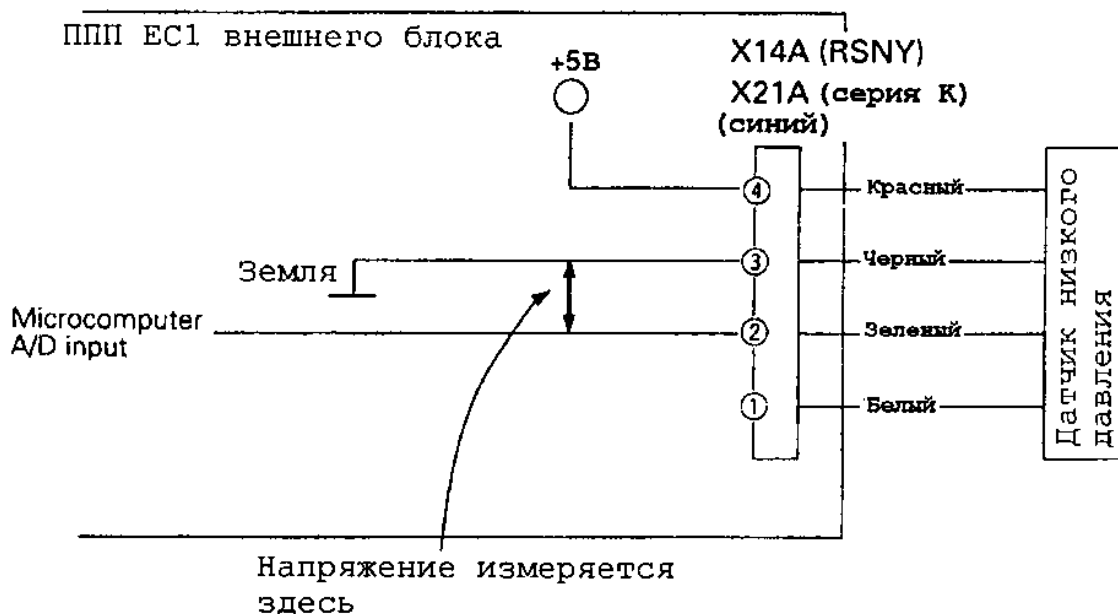 ППП EC1 внешнего блока
+5В
X14A (RSNY)
X21A (серия К)
(синий)
④
Красный
③
Черный
Земля
②
Зеленый
Microcomputer
A/D input
①
Белый
Датчик низкого
давления
Напряжение измеряется
здесь